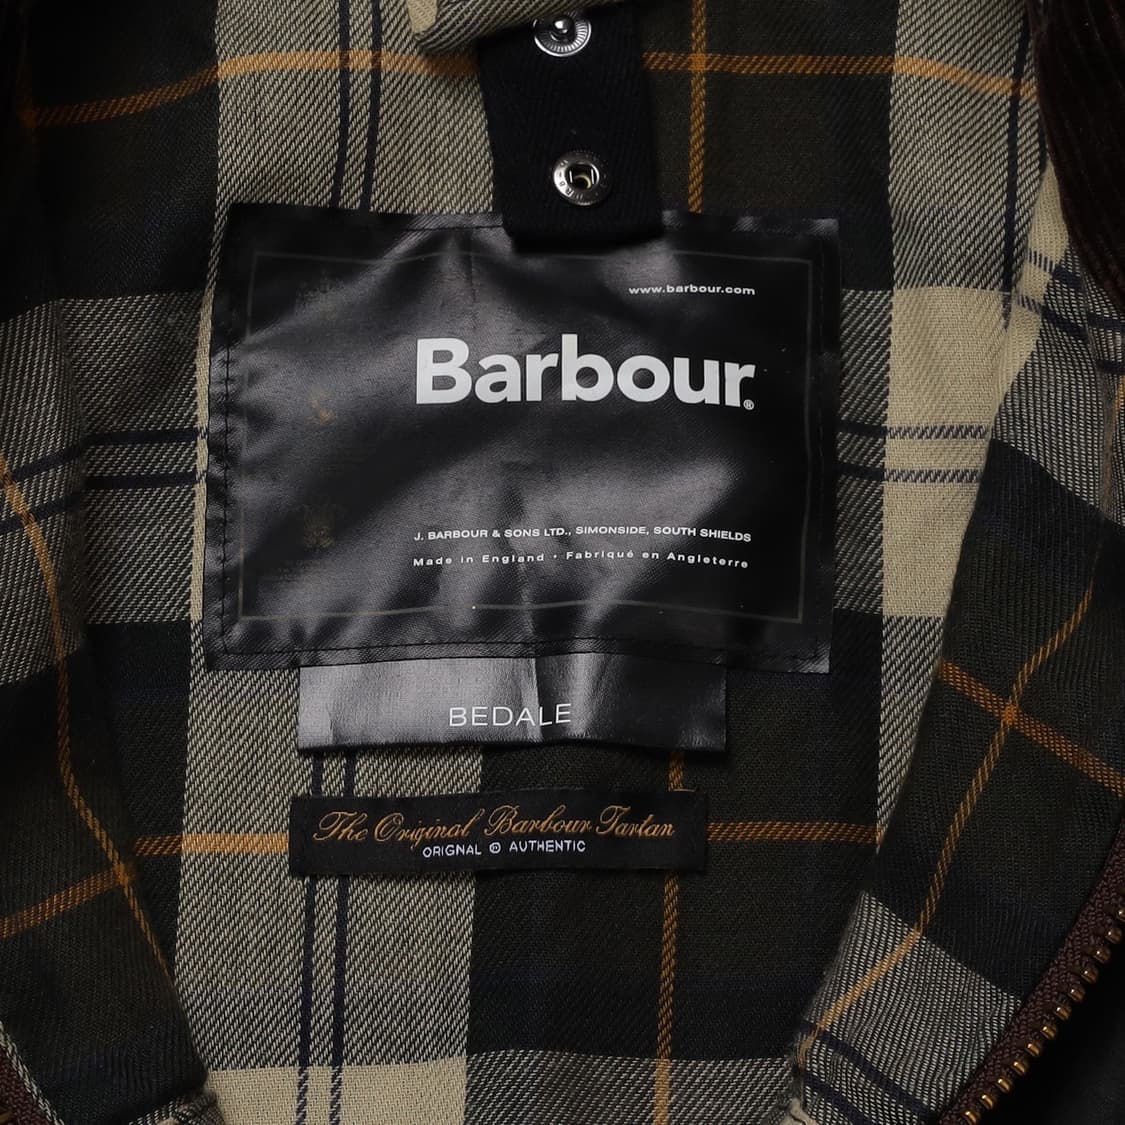 www.barbour.com
Barbour®
J. BARBOUR & SONS LTD., SIMONSIDE, SOUTH SHIELDS
Made in England · Fabriqué en Angleterre
BEDALE
The Original Barbour Tartan
ORIGNAL ® AUTHENTIC